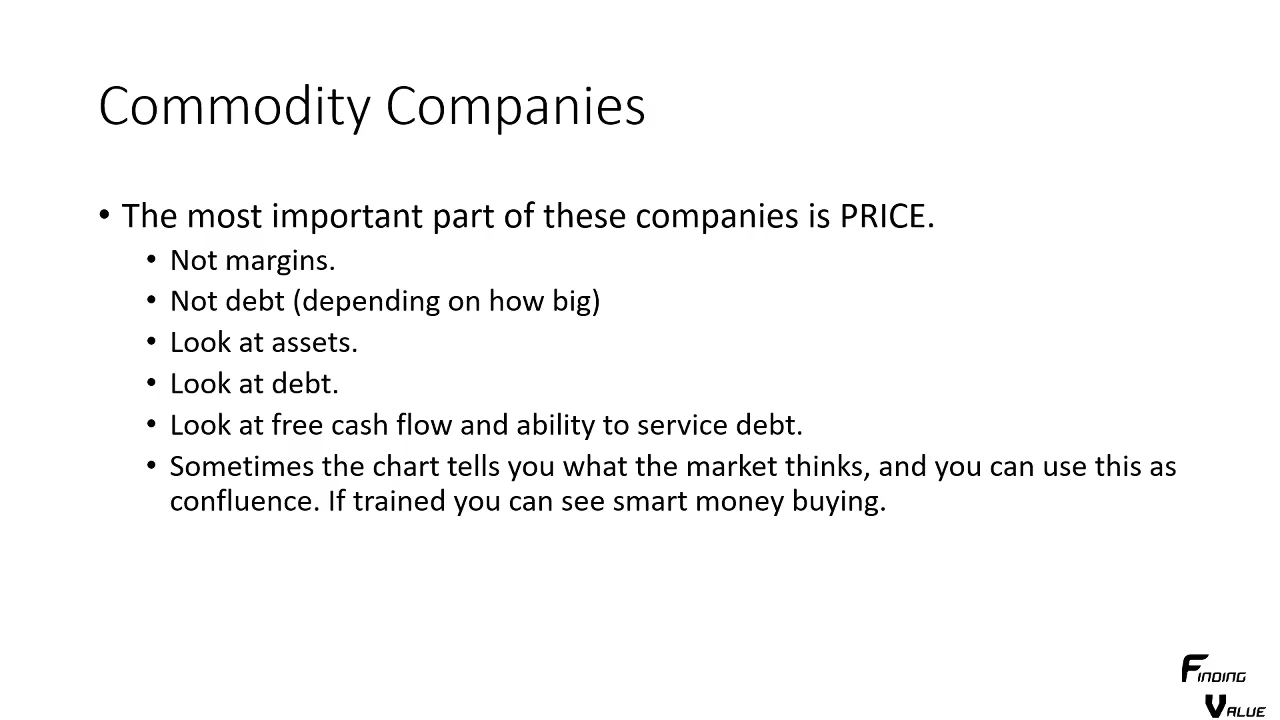 Commodity Companies
• The most important part of these companies is PRICE.
• Not margins.
• Not debt (depending on how big)
• Look at assets.
• Look at debt.
• Look at free cash flow and ability to service debt.
• Sometimes the chart tells you what the market thinks, and you can use this as
confluence. If trained you can see smart money buying.
Finding
Value